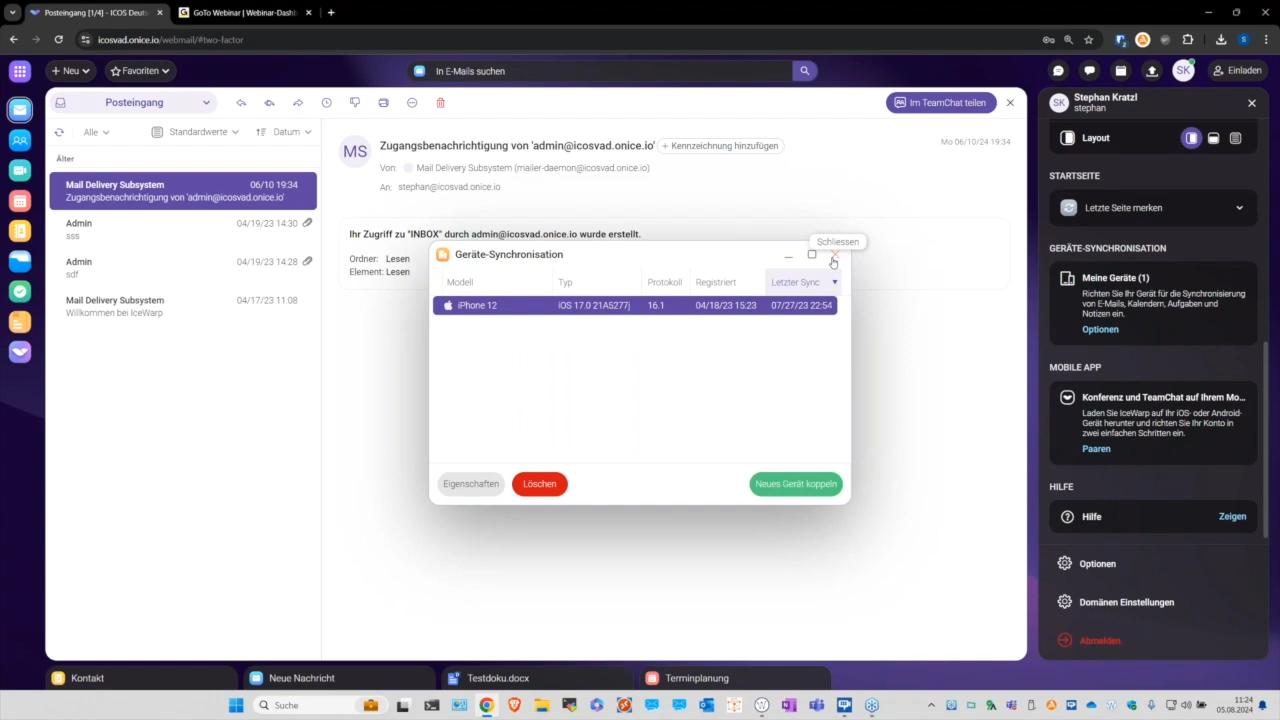 Posteingang [1/4] - ICOS Deuts
GoTo Webinar | Webinar-Dashb
icosvad.onice.io/webmail/#two-factor
Neu
Favoriten
In E-Mails suchen
SK
Einladen
Posteingang
Im TeamChat teilen
Alle
Standardwerte
Datum
Älter
Mail Delivery Subsystem 06/10 19:34
Zugangsbenachrichtigung von 'admin@icosvad.onice.io'
Admin 04/19/23 14:30
sss
Admin 04/19/23 14:28
sdf
Mail Delivery Subsystem 04/17/23 11:08
Willkommen bei IceWarp
MS
Zugangsbenachrichtigung von 'admin@icosvad.onice.io'
+ Kennzeichnung hinzufügen
Mo 06/10/24 19:34
Von: Mail Delivery Subsystem (mailer-daemon@icosvad.onice.io)
An: stephan@icosvad.onice.io
Ihr Zugriff zu "INBOX" durch admin@icosvad.onice.io wurde erstellt.
Ordner: Lesen
Element: Lesen
Geräte-Synchronisation
Schliessen
Modell Typ Protokoll Registriert Letzter Sync
iPhone 12 iOS 17.0 21A5277j 16.1 04/18/23 15:23 07/27/23 22:54
Eigenschaften
Löschen
Neues Gerät koppeln
SK
Stephan Kratzl
stephan
Layout
STARTSEITE
Letzte Seite merken
GERÄTE-SYNCHRONISATION
Meine Geräte (1)
Richten Sie Ihr Gerät für die Synchronisierung
von E-Mails, Kalendern, Aufgaben und
Notizen ein.
Optionen
MOBILE APP
Konferenz und TeamChat auf Ihrem Mo...
Laden Sie IceWarp auf Ihr iOS- oder Android-
Gerät herunter und richten Sie Ihr Konto in
zwei einfachen Schritten ein.
Paaren
HILFE
Hilfe Zeigen
Optionen
Domänen Einstellungen
Abmelden
Kontakt
Neue Nachricht
Testdoku.docx
Terminplanung
Suche
11:24
05.08.2024